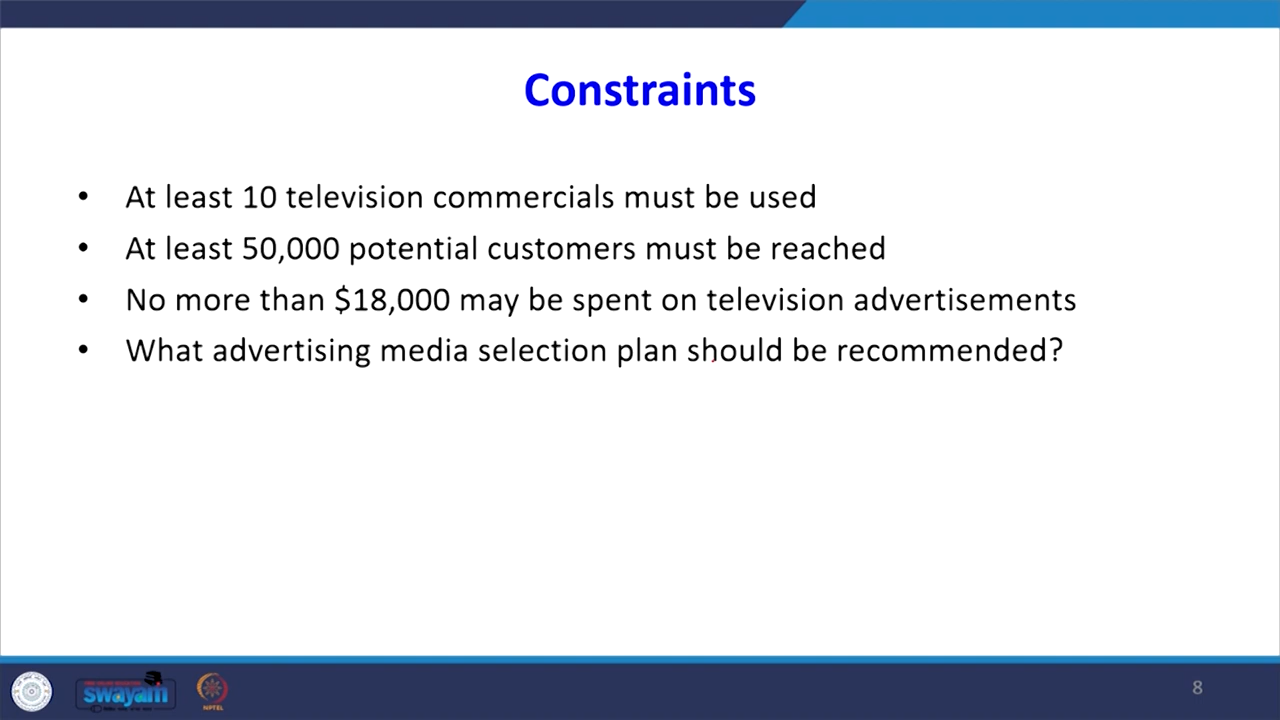 Constraints
• At least 10 television commercials must be used
• At least 50,000 potential customers must be reached
• No more than $18,000 may be spent on television advertisements
• What advertising media selection plan should be recommended?
swayam
NPTEL
8